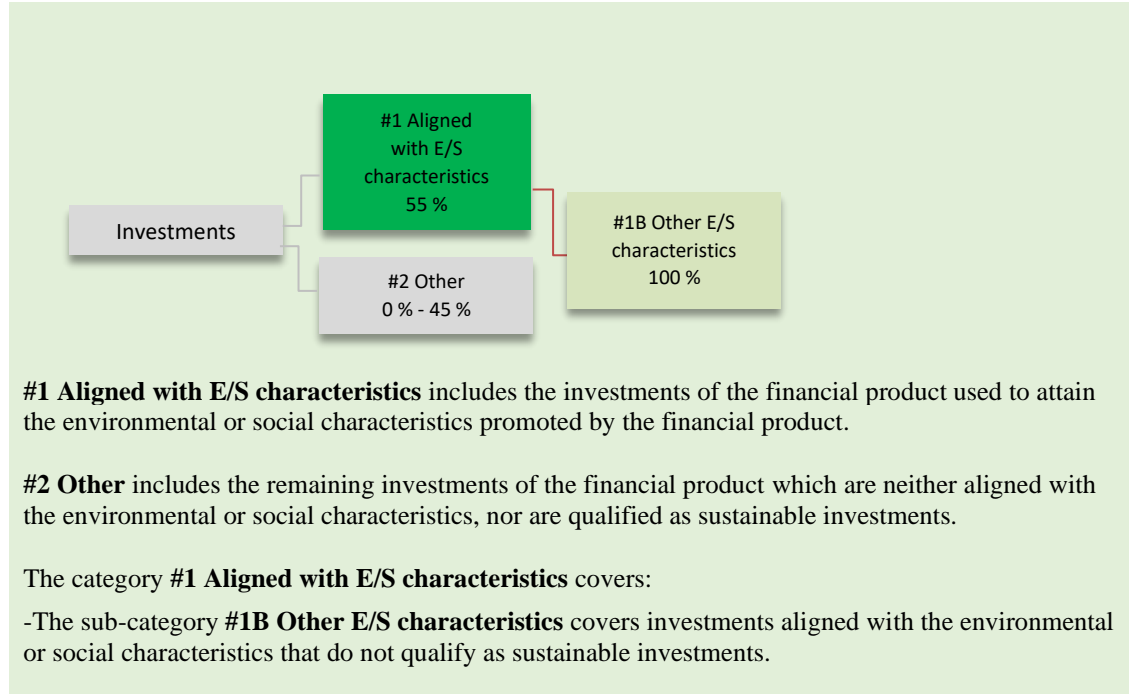 #1 Aligned
with E/S
characteristics
55 %
Investments
#1B Other E/S
characteristics
100 %
#2 Other
0 % - 45 %
#1 Aligned with E/S characteristics includes the investments of the financial product used to attain
the environmental or social characteristics promoted by the financial product.
#2 Other includes the remaining investments of the financial product which are neither aligned with
the environmental or social characteristics, nor are qualified as sustainable investments.
The category #1 Aligned with E/S characteristics covers:
-The sub-category #1B Other E/S characteristics covers investments aligned with the environmental
or social characteristics that do not qualify as sustainable investments.